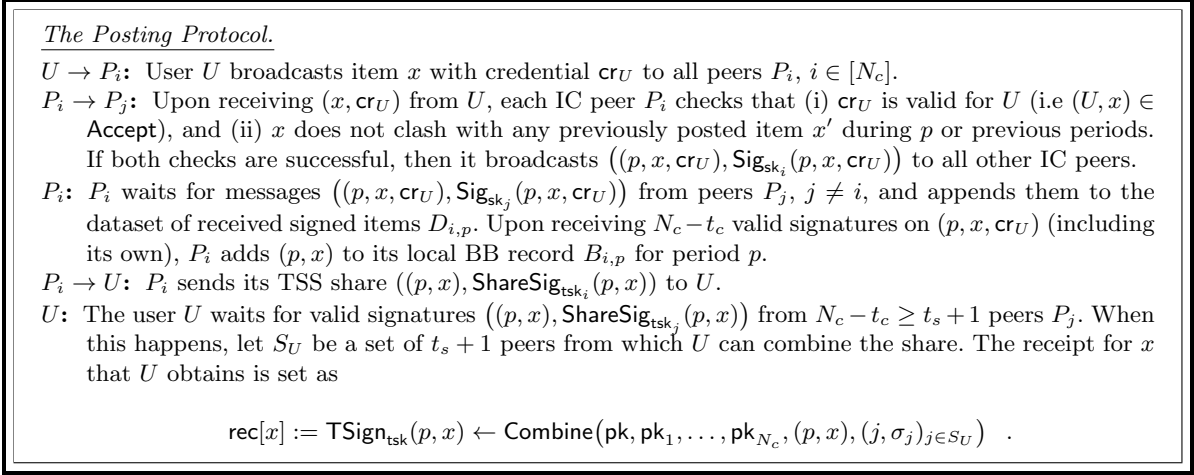 The Posting Protocol.
U → P_i: User U broadcasts item x with credential cr_U to all peers P_i, i ∈ [N_c].
P_i → P_j: Upon receiving (x, cr_U) from U, each IC peer P_i checks that (i) cr_U is valid for U (i.e (U, x) ∈
Accept), and (ii) x does not clash with any previously posted item x′ during p or previous periods.
If both checks are successful, then it broadcasts ((p, x, cr_U), Sig_{sk_i}(p, x, cr_U)) to all other IC peers.
P_i: P_i waits for messages ((p, x, cr_U), Sig_{sk_j}(p, x, cr_U)) from peers P_j, j ≠ i, and appends them to the
dataset of received signed items D_{i,p}. Upon receiving N_c − t_c valid signatures on (p, x, cr_U) (including
its own), P_i adds (p, x) to its local BB record B_{i,p} for period p.
P_i → U: P_i sends its TSS share ((p, x), ShareSig_{tsk_i}(p, x)) to U.
U: The user U waits for valid signatures ((p, x), ShareSig_{tsk_j}(p, x)) from N_c − t_c ≥ t_s + 1 peers P_j. When
this happens, let S_U be a set of t_s + 1 peers from which U can combine the share. The receipt for x
that U obtains is set as
rec[x] := TSign_{tsk}(p, x) ← Combine(pk, pk_1, . . . , pk_{N_c}, (p, x), (j, σ_j)_{j∈S_U}) .